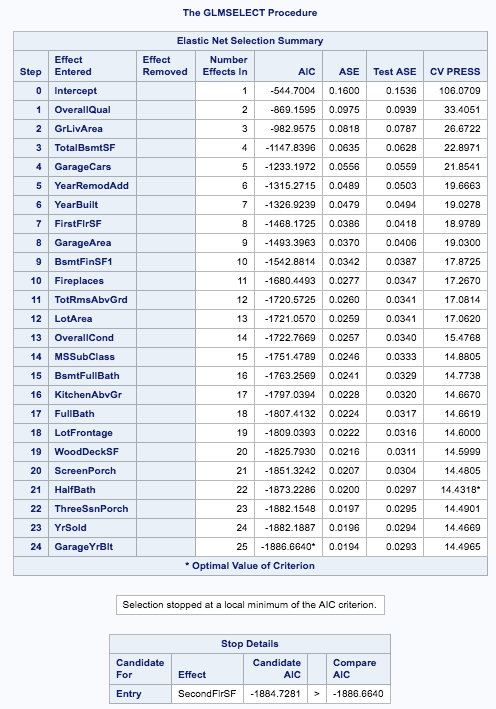 The GLMSELECT Procedure
Elastic Net Selection Summary
Step Effect Entered Effect Removed Number Effects In AIC ASE Test ASE CV PRESS
0 Intercept 1 -544.7004 0.1600 0.1536 106.0709
1 OverallQual 2 -869.1595 0.0975 0.0939 33.4051
2 GrLivArea 3 -982.9575 0.0818 0.0787 26.6722
3 TotalBsmtSF 4 -1147.8396 0.0635 0.0628 22.8971
4 GarageCars 5 -1233.1972 0.0556 0.0559 21.8541
5 YearRemodAdd 6 -1315.2715 0.0489 0.0503 19.6663
6 YearBuilt 7 -1326.9239 0.0479 0.0494 19.0278
7 FirstFlrSF 8 -1468.1725 0.0386 0.0418 18.9789
8 GarageArea 9 -1493.3963 0.0370 0.0406 19.0300
9 BsmtFinSF1 10 -1542.8814 0.0342 0.0387 17.8725
10 Fireplaces 11 -1680.4493 0.0277 0.0347 17.2670
11 TotRmsAbvGrd 12 -1720.5725 0.0260 0.0341 17.0814
12 LotArea 13 -1721.0570 0.0259 0.0341 17.0620
13 OverallCond 14 -1722.7669 0.0257 0.0340 15.4768
14 MSSubClass 15 -1751.4789 0.0246 0.0333 14.8805
15 BsmtFullBath 16 -1763.2569 0.0241 0.0329 14.7738
16 KitchenAbvGr 17 -1797.0394 0.0228 0.0320 14.6670
17 FullBath 18 -1807.4132 0.0224 0.0317 14.6619
18 LotFrontage 19 -1809.0393 0.0222 0.0316 14.6000
19 WoodDeckSF 20 -1825.7930 0.0216 0.0311 14.5999
20 ScreenPorch 21 -1851.3242 0.0207 0.0304 14.4805
21 HalfBath 22 -1873.2286 0.0200 0.0297 14.4318*
22 ThreeSsnPorch 23 -1882.1548 0.0197 0.0295 14.4901
23 YrSold 24 -1882.1887 0.0196 0.0294 14.4669
24 GarageYrBlt 25 -1886.6640* 0.0194 0.0293 14.4965
* Optimal Value of Criterion
Selection stopped at a local minimum of the AIC criterion.
Stop Details
Candidate For Effect Candidate AIC Compare AIC
Entry SecondFlrSF -1884.7281 > -1886.6640